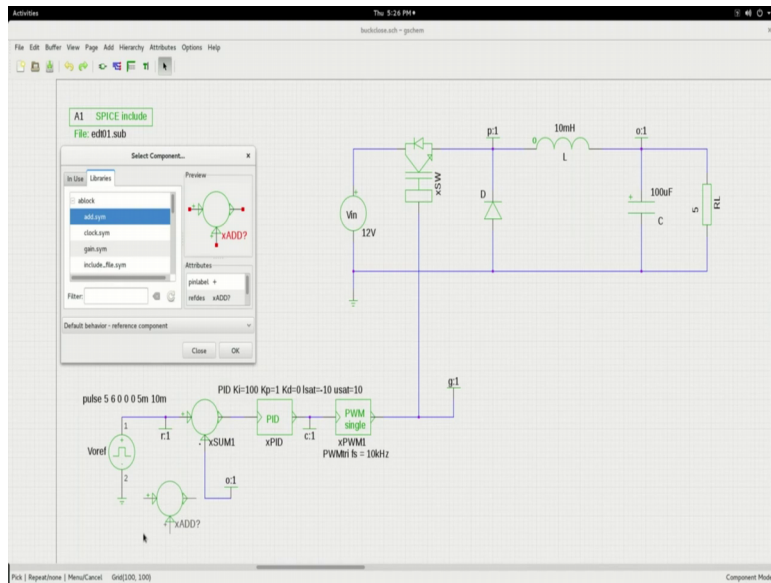 Activities
Thu 5:26 PM
buckclose.sch – gschem
File Edit Buffer View Page Add Hierarchy Attributes Options Help
A1 SPICE include
File: edt01.sub
Select Component...
×
In Use
Libraries
Preview
ablock
add.sym
clock.sym
gain.sym
include_file.sym
xADD?
Attributes
pinlabel +
refdes xADD?
Filter:
Default behavior - reference component
Close
OK
p:1
10mH
L
o:1
xSW
D
100uF
C
5
RL
Vin
12V
g:1
PID Ki=100 Kp=1 Kd=0 lsat=-10 usat=10
pulse 5 6 0 0 0 5m 10m
1
r:1
xSUM1
PID
xPID
c:1
PWM
single
xPWM1
PWMtri fs = 10kHz
Voref
2
o:1
xADD?
Pick | Repeat/none | Menu/Cancel Grid(100, 100)
Component Mode